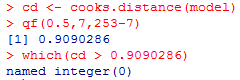 > cd <- cooks.distance(model)
> qf(0.5,7,253-7)
[1] 0.9090286
> which(cd > 0.9090286)
named integer(0)